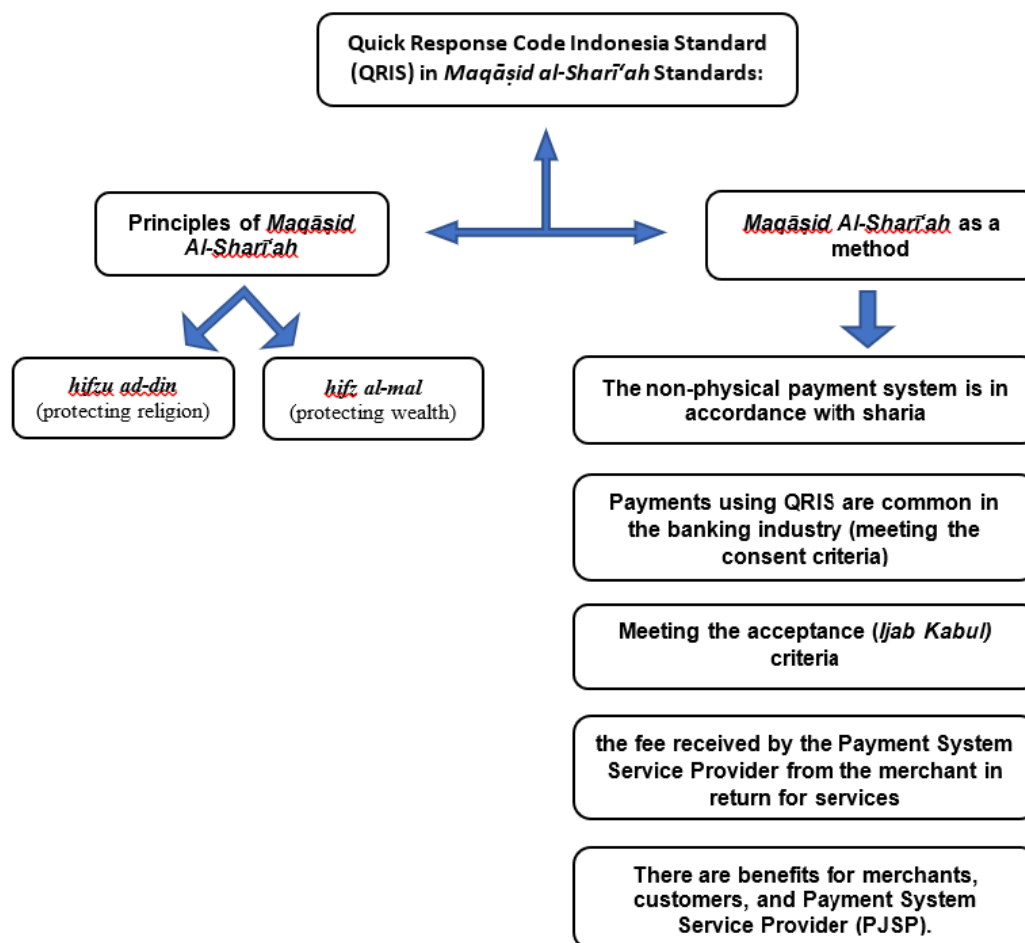 Quick Response Code Indonesia Standard
(QRIS) in Maqāṣid al-Sharī‘ah Standards:
Principles of Maqāṣid
Al-Sharī‘ah
Maqāṣid Al-Sharī‘ah as a
method
hifzu ad-din
(protecting religion)
hifz al-mal
(protecting wealth)
The non-physical payment system is in
accordance with sharia
Payments using QRIS are common in
the banking industry (meeting the
consent criteria)
Meeting the acceptance (Ijab Kabul)
criteria
the fee received by the Payment System
Service Provider from the merchant in
return for services
There are benefits for merchants,
customers, and Payment System
Service Provider (PJSP).